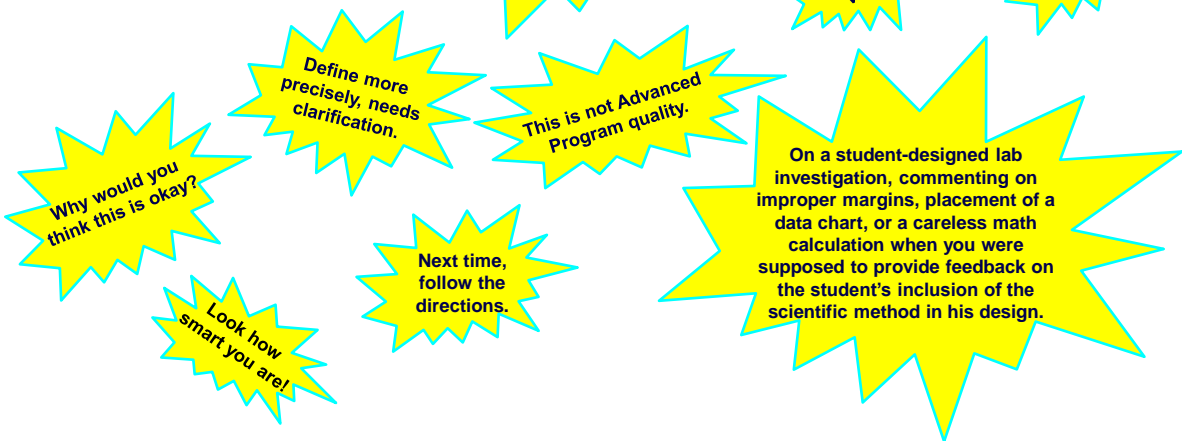 Define more
precisely, needs
clarification.
This is not Advanced
Program quality.
Why would you
think this is okay?
On a student-designed lab
investigation, commenting on
improper margins, placement of a
data chart, or a careless math
calculation when you were
supposed to provide feedback on
the student’s inclusion of the
scientific method in his design.
Next time,
follow the
directions.
Look how
smart you are!